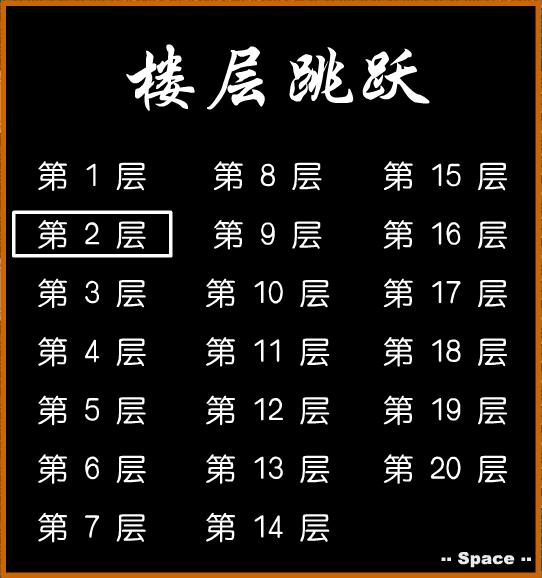 楼层跳跃
第 1 层 第 8 层 第 15 层
第 2 层 第 9 层 第 16 层
第 3 层 第 10 层 第 17 层
第 4 层 第 11 层 第 18 层
第 5 层 第 12 层 第 19 层
第 6 层 第 13 层 第 20 层
第 7 层 第 14 层
-- Space --